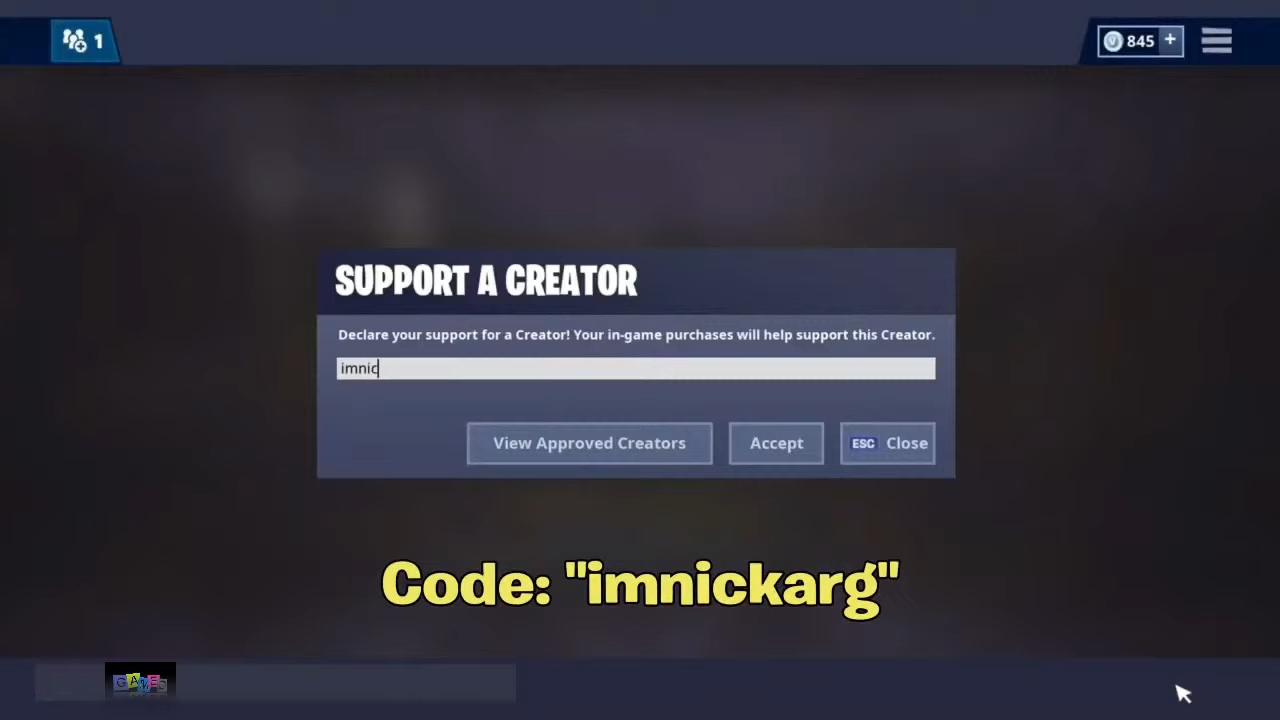 1
845 +
SUPPORT A CREATOR
Declare your support for a Creator! Your in-game purchases will help support this Creator.
imnic
View Approved Creators
Accept
ESC Close
Code: "imnickarg"
GAMES